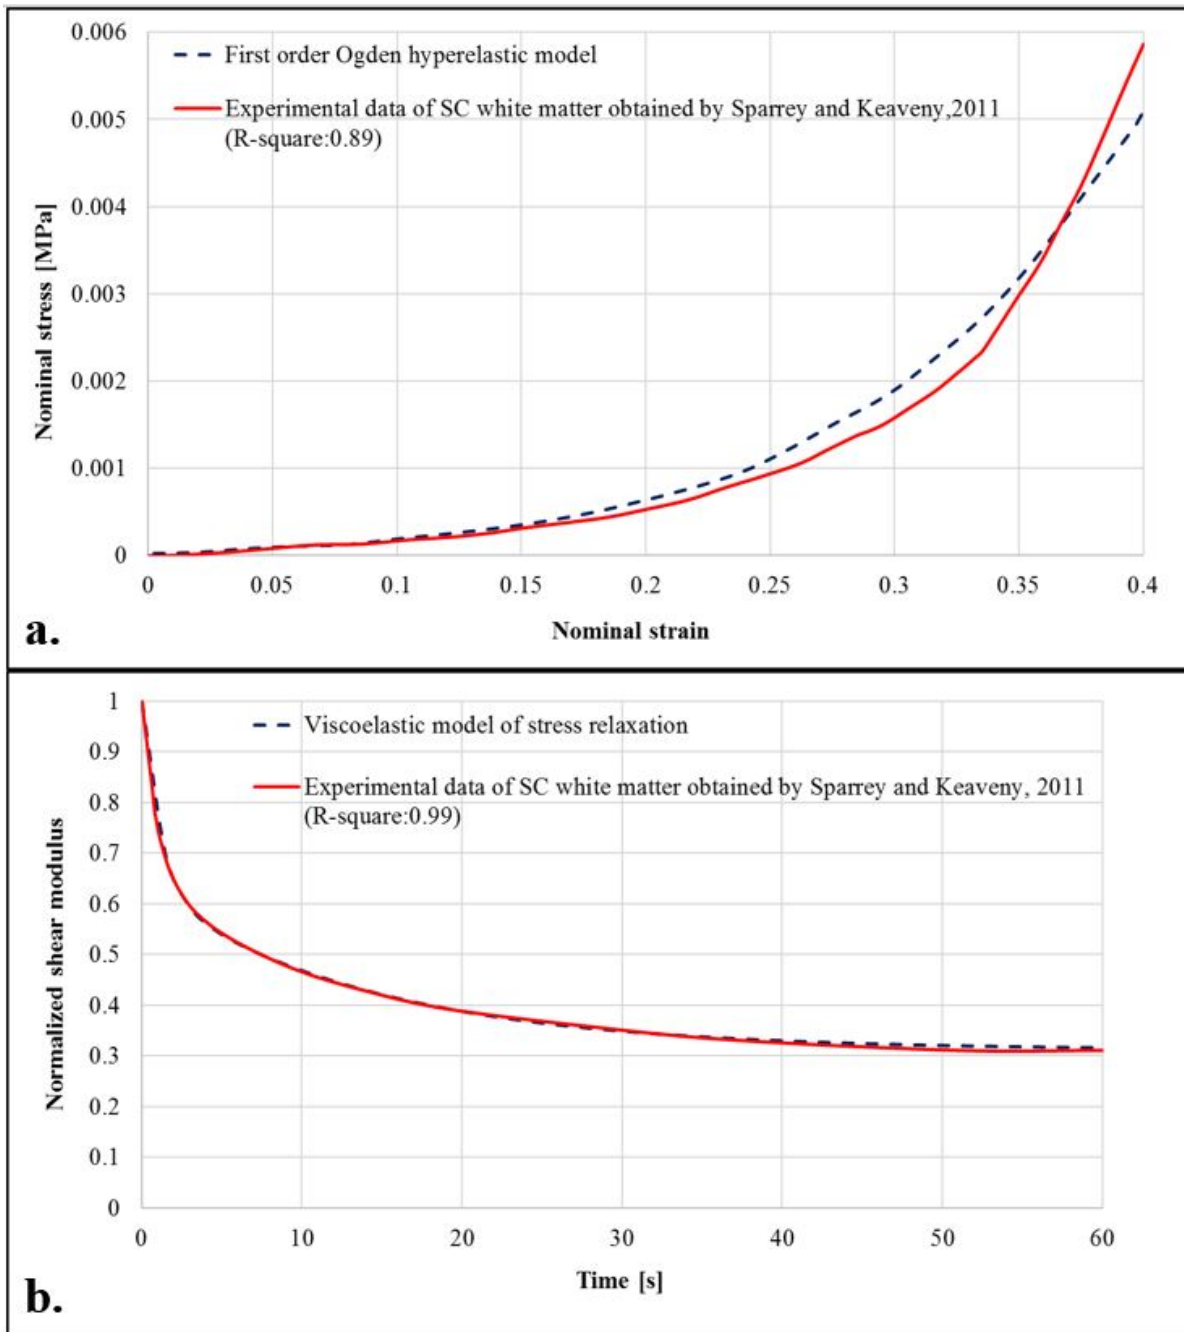 0.006
First order Ogden hyperelastic model
Experimental data of SC white matter obtained by Sparrey and Keaveny,2011
(R-square:0.89)
0.005
0.004
0.003
0.002
0.001
0
Nominal stress [MPa]
0 0.05 0.1 0.15 0.2 0.25 0.3 0.35 0.4
Nominal strain
a.
1
Viscoelastic model of stress relaxation
0.9
Experimental data of SC white matter obtained by Sparrey and Keaveny, 2011
(R-square:0.99)
0.8
0.7
0.6
0.5
0.4
0.3
0.2
0.1
0
Normalized shear modulus
0 10 20 30 40 50 60
Time [s]
b.